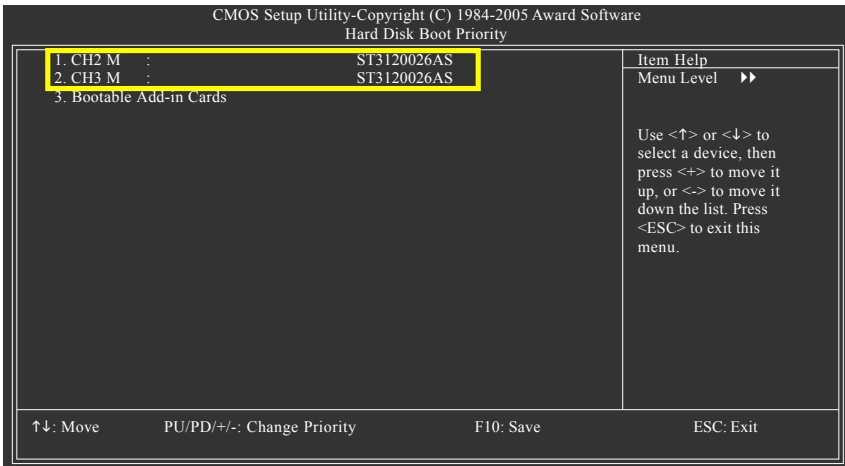 CMOS Setup Utility-Copyright (C) 1984-2005 Award Software
Hard Disk Boot Priority
1. CH2 M : ST3120026AS
2. CH3 M : ST3120026AS
3. Bootable Add-in Cards
Item Help
Menu Level ►►
Use <↑> or <↓> to
select a device, then
press <+> to move it
up, or <-> to move it
down the list. Press
<ESC> to exit this
menu.
↑↓: Move PU/PD/+/-: Change Priority F10: Save ESC: Exit